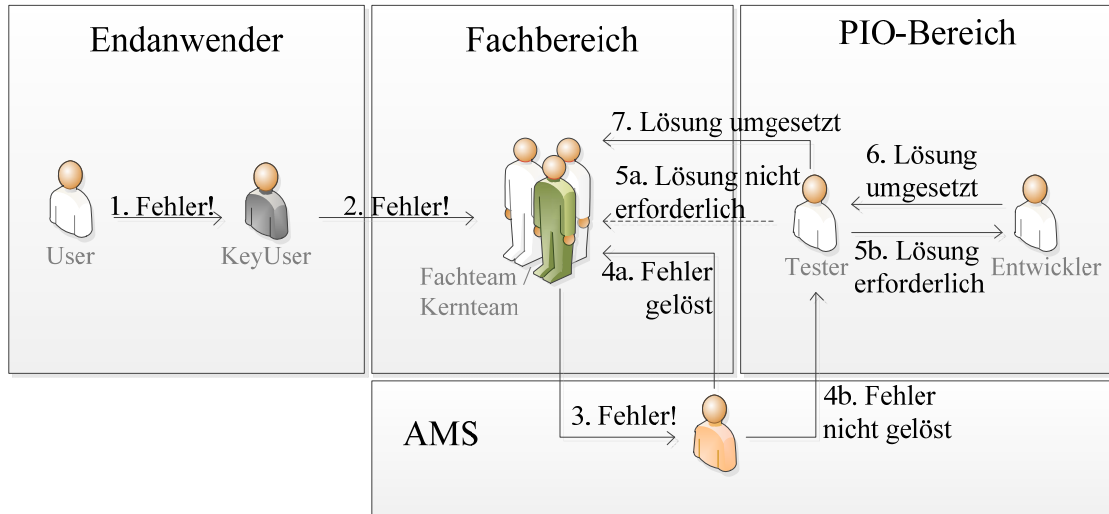 Endanwender
Fachbereich
PIO-Bereich
1. Fehler!
User
KeyUser
2. Fehler!
Fachteam /
Kernteam
3. Fehler!
AMS
4a. Fehler
gelöst
4b. Fehler
nicht gelöst
5a. Lösung nicht
erforderlich
Tester
5b. Lösung
erforderlich
Entwickler
6. Lösung
umgesetzt
7. Lösung umgesetzt